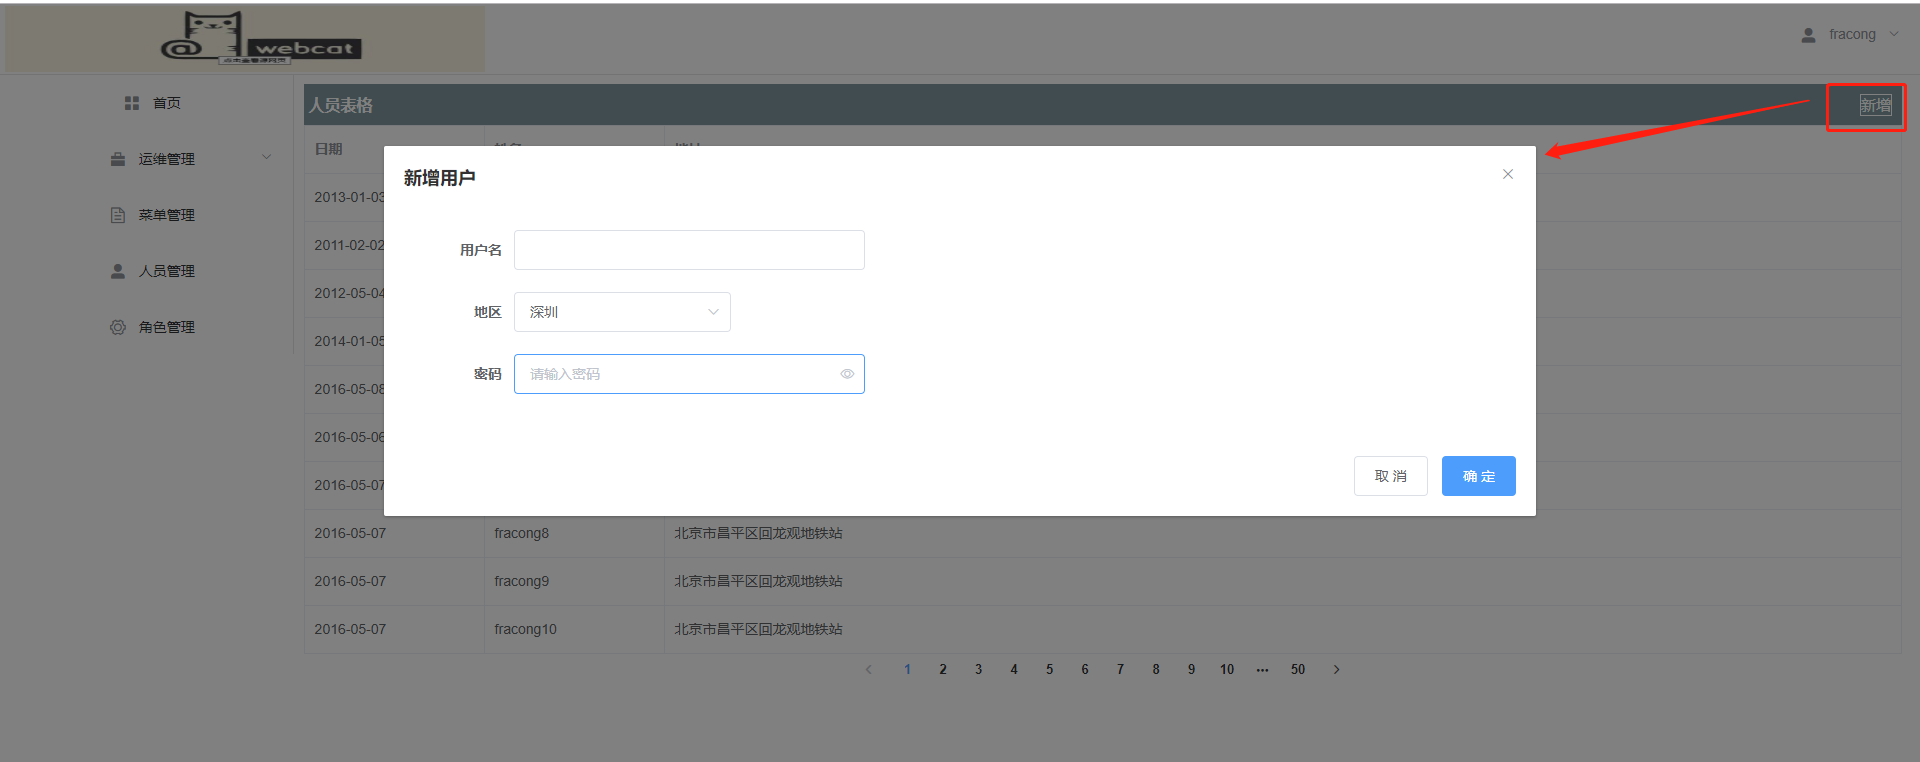 @ webcat
fracong
首页
运维管理
菜单管理
人员管理
角色管理
人员表格
新增
日期
2013-01-03
2011-02-02
2012-05-04
2014-01-05
2016-05-08
2016-05-06
2016-05-07
新增用户
用户名
地区 深圳
密码 请输入密码
取 消 确 定
2016-05-07 fracong8 北京市昌平区回龙观地铁站
2016-05-07 fracong9 北京市昌平区回龙观地铁站
2016-05-07 fracong10 北京市昌平区回龙观地铁站
1 2 3 4 5 6 7 8 9 10 ··· 50